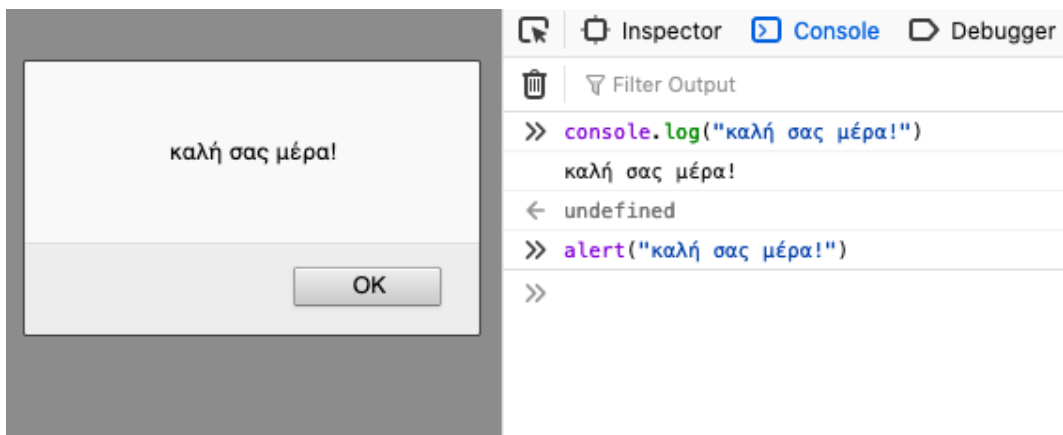 καλή σας μέρα!
OK
Inspector Console Debugger
Filter Output
>> console.log("καλή σας μέρα!")
καλή σας μέρα!
← undefined
>> alert("καλή σας μέρα!")
>>